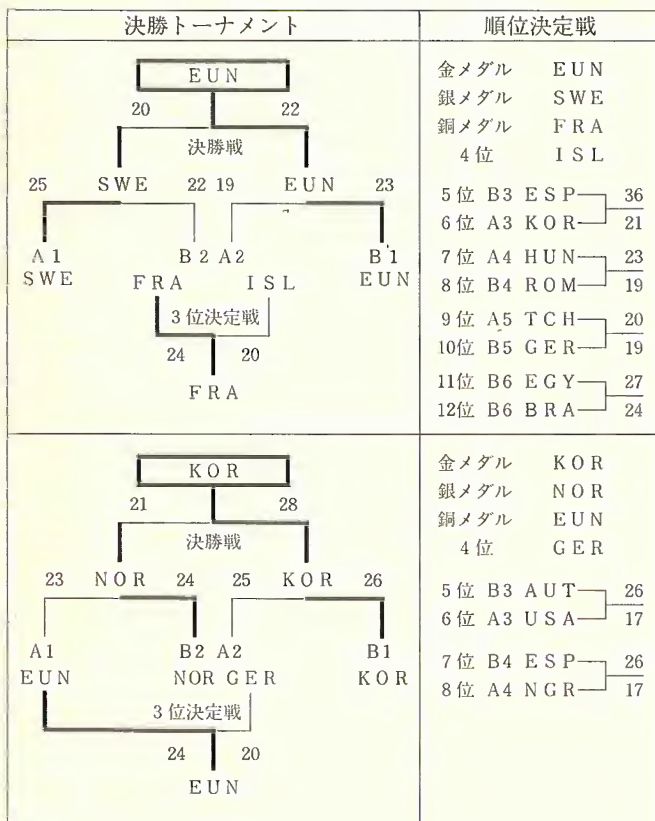 決勝トーナメント
順位決定戦
EUN
20 22
決勝戦
25 SWE 22 19 EUN 23
A1 B2 A2 B1
SWE FRA ISL EUN
3位決定戦
24 20
FRA
金メダル EUN
銀メダル SWE
銅メダル FRA
4位 ISL
5位 B3 ESP 36
6位 A3 KOR 21
7位 A4 HUN 23
8位 B4 ROM 19
9位 A5 TCH 20
10位 B5 GER 19
11位 B6 EGY 27
12位 B6 BRA 24
KOR
21 28
決勝戦
23 NOR 24 25 KOR 26
A1 B2 A2 B1
EUN NOR GER KOR
3位決定戦
24 20
EUN
金メダル KOR
銀メダル NOR
銅メダル EUN
4位 GER
5位 B3 AUT 26
6位 A3 USA 17
7位 B4 ESP 26
8位 A4 NGR 17